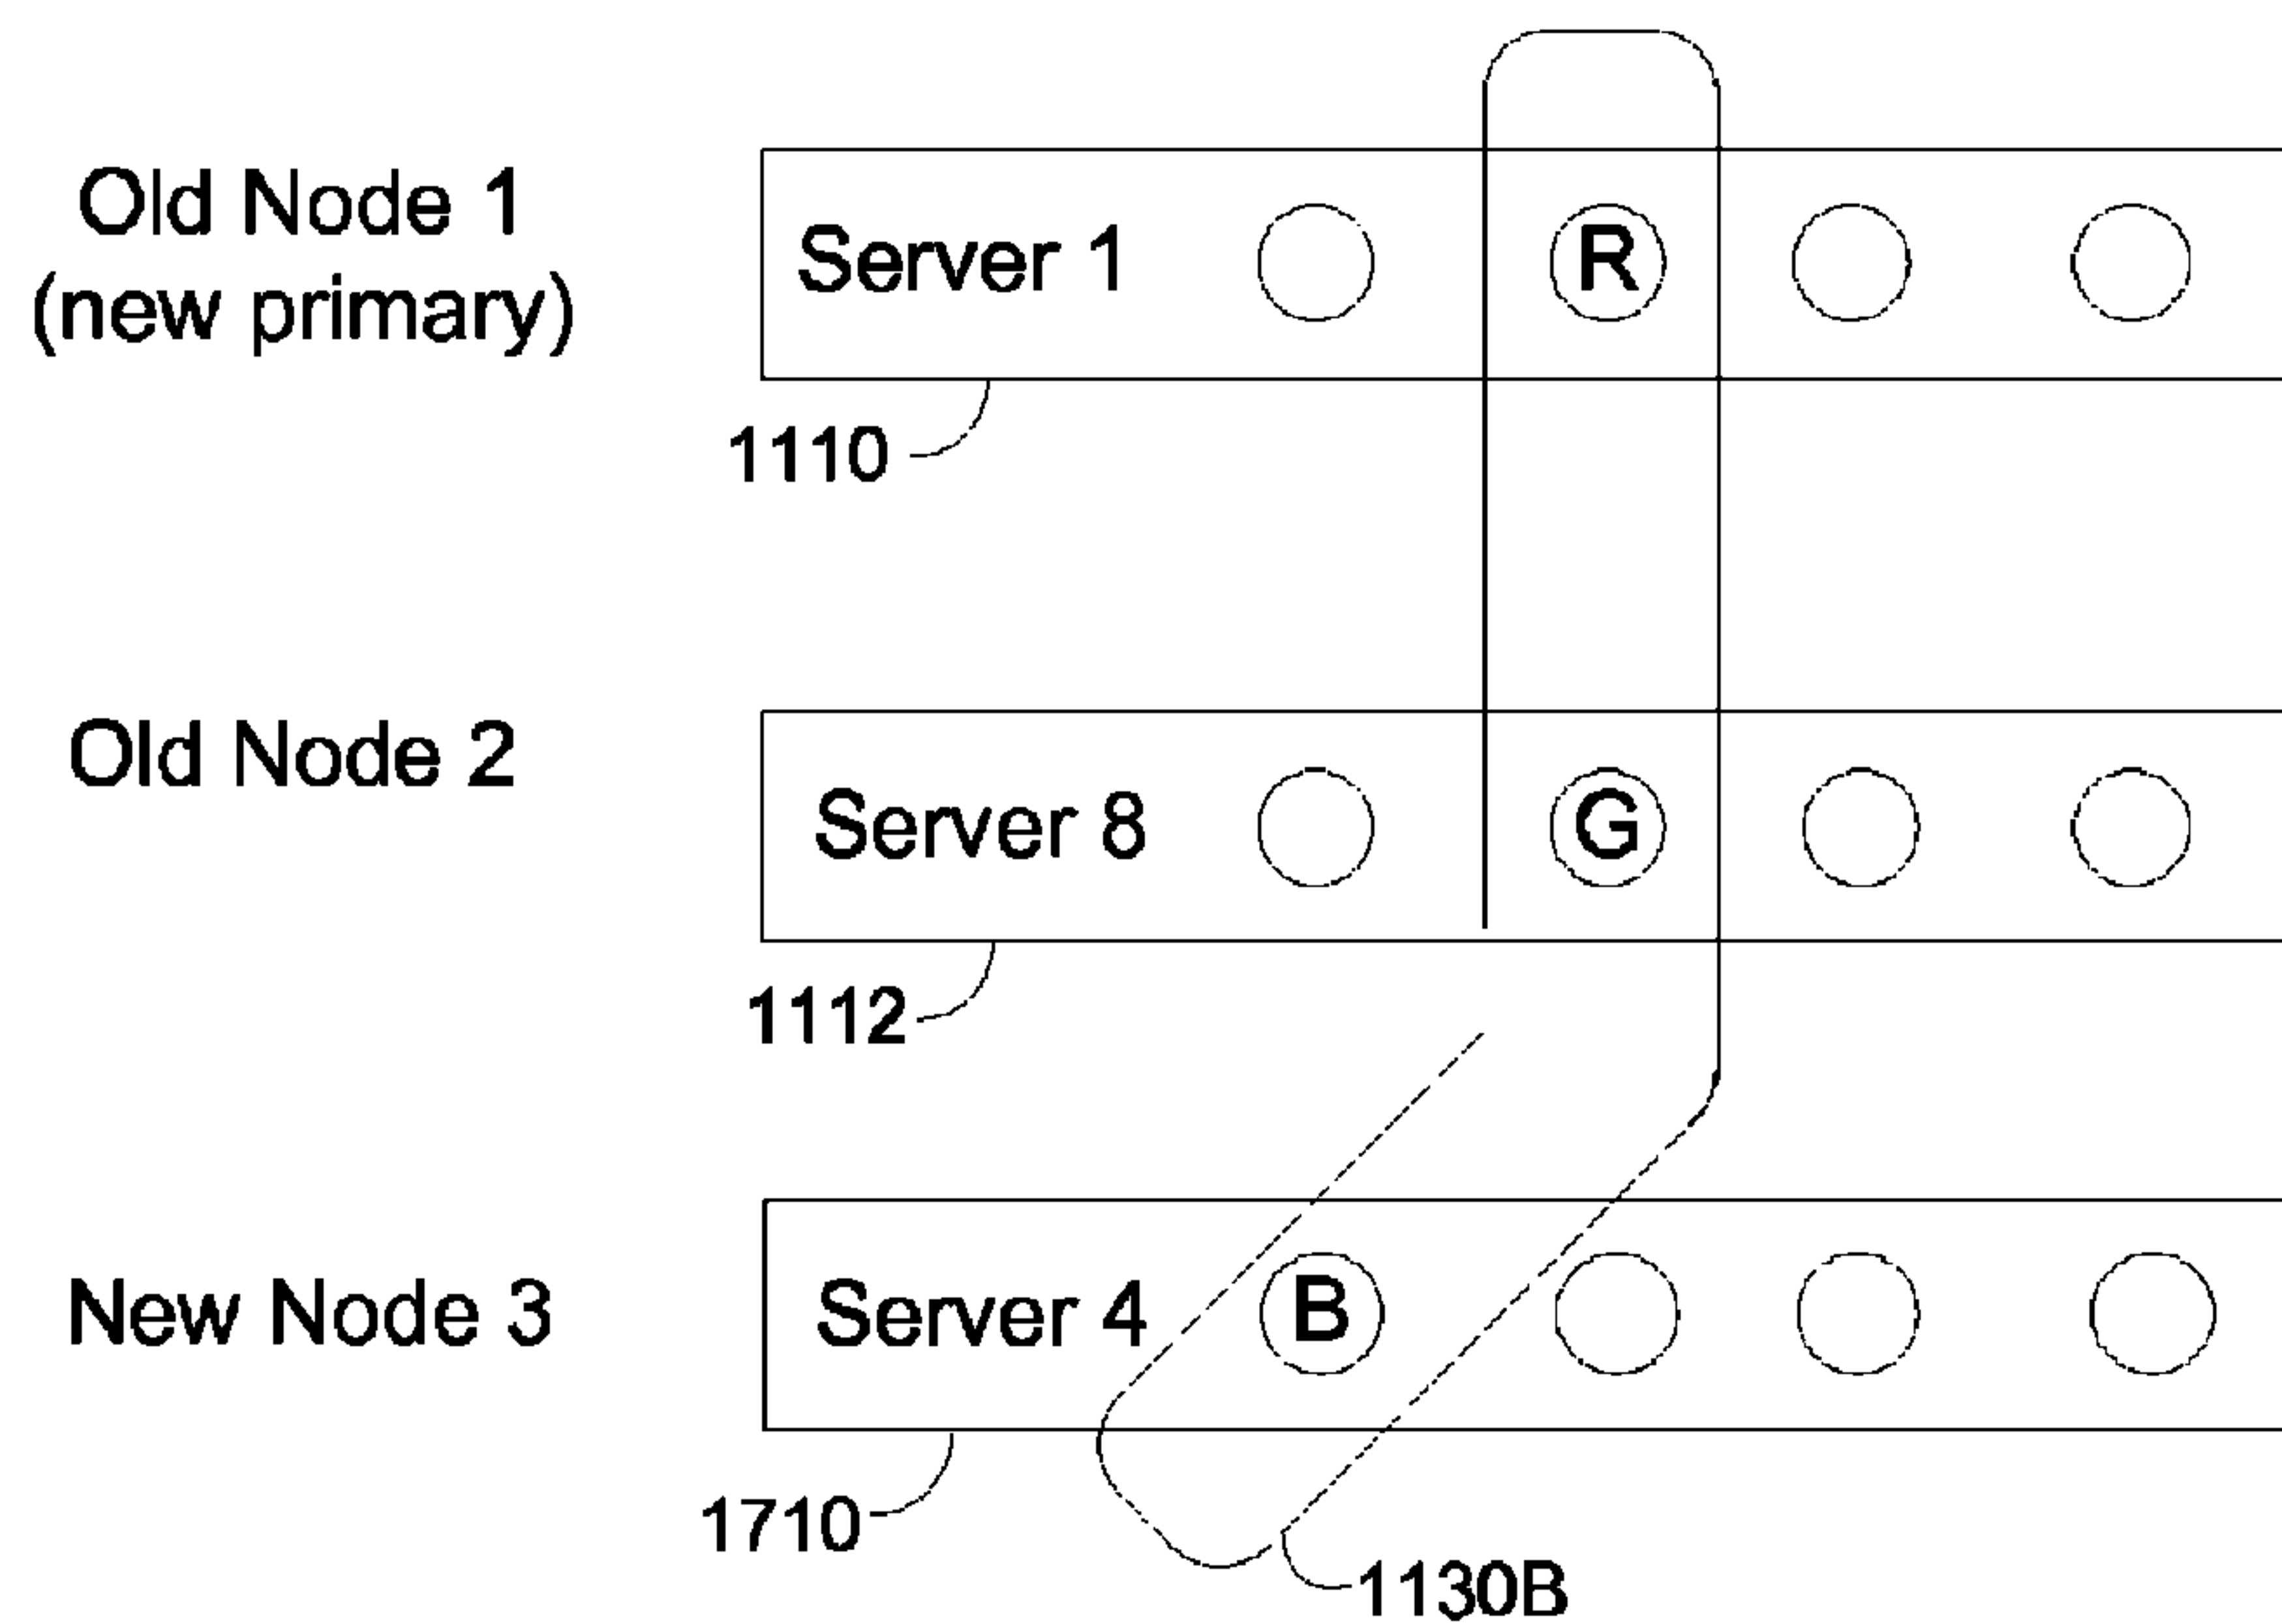 Old Node 1
(new primary)
Server 1
R
1110
Old Node 2
Server 8
G
1112
New Node 3
Server 4
B
1710
1130B